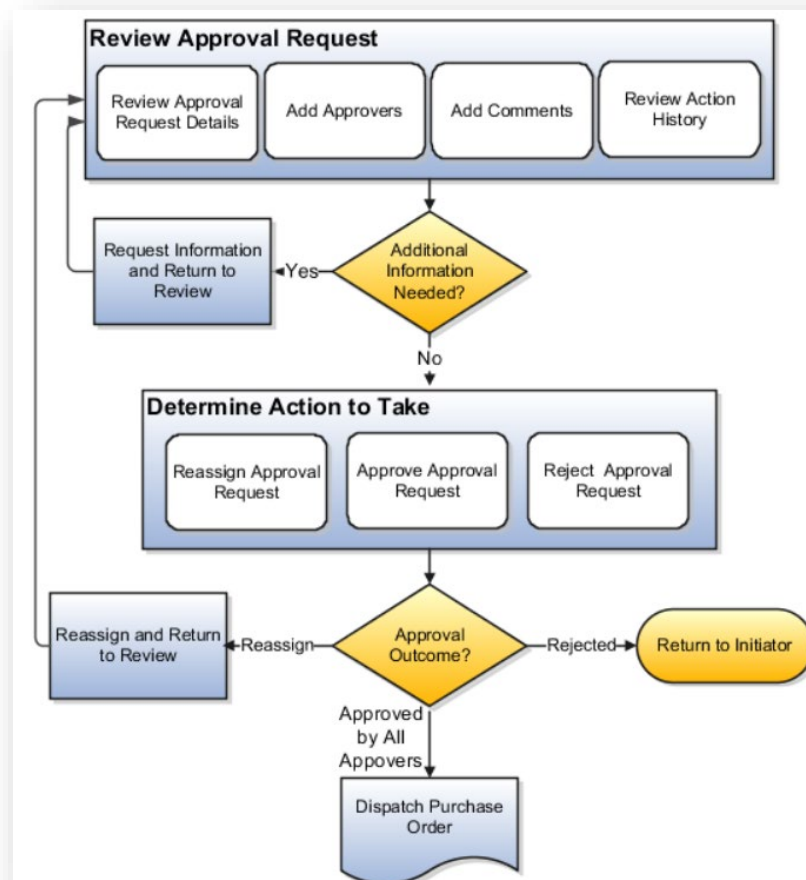 Review Approval Request
Review Approval
Request Details
Add Approvers
Add Comments
Review Action
History
Request Information
and Return to
Review
Yes
Additional
Information
Needed?
No
Determine Action to Take
Reassign Approval
Request
Approve Approval
Request
Reject Approval
Request
Reassign and Return
to Review
Reassign
Approval
Outcome?
Rejected
Return to Initiator
Approved
by All
Appovers
Dispatch Purchase
Order